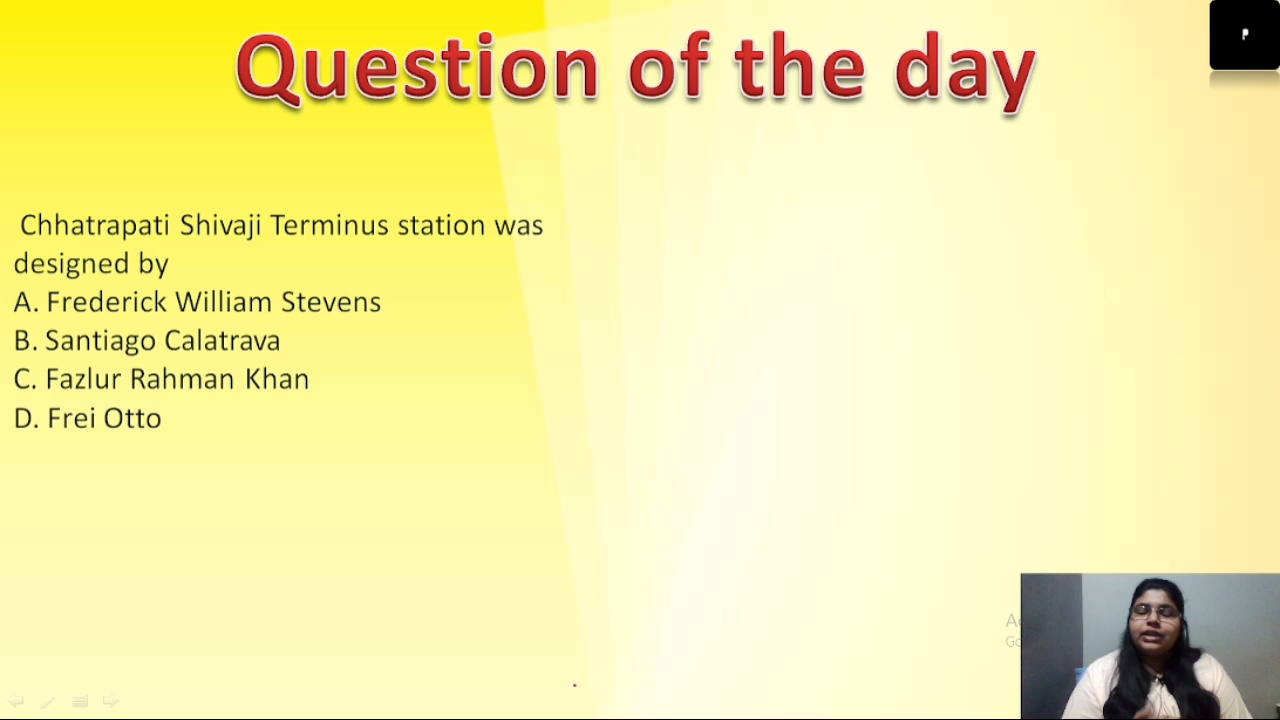 Question of the day
Chhatrapati Shivaji Terminus station was
designed by
A. Frederick William Stevens
B. Santiago Calatrava
C. Fazlur Rahman Khan
D. Frei Otto